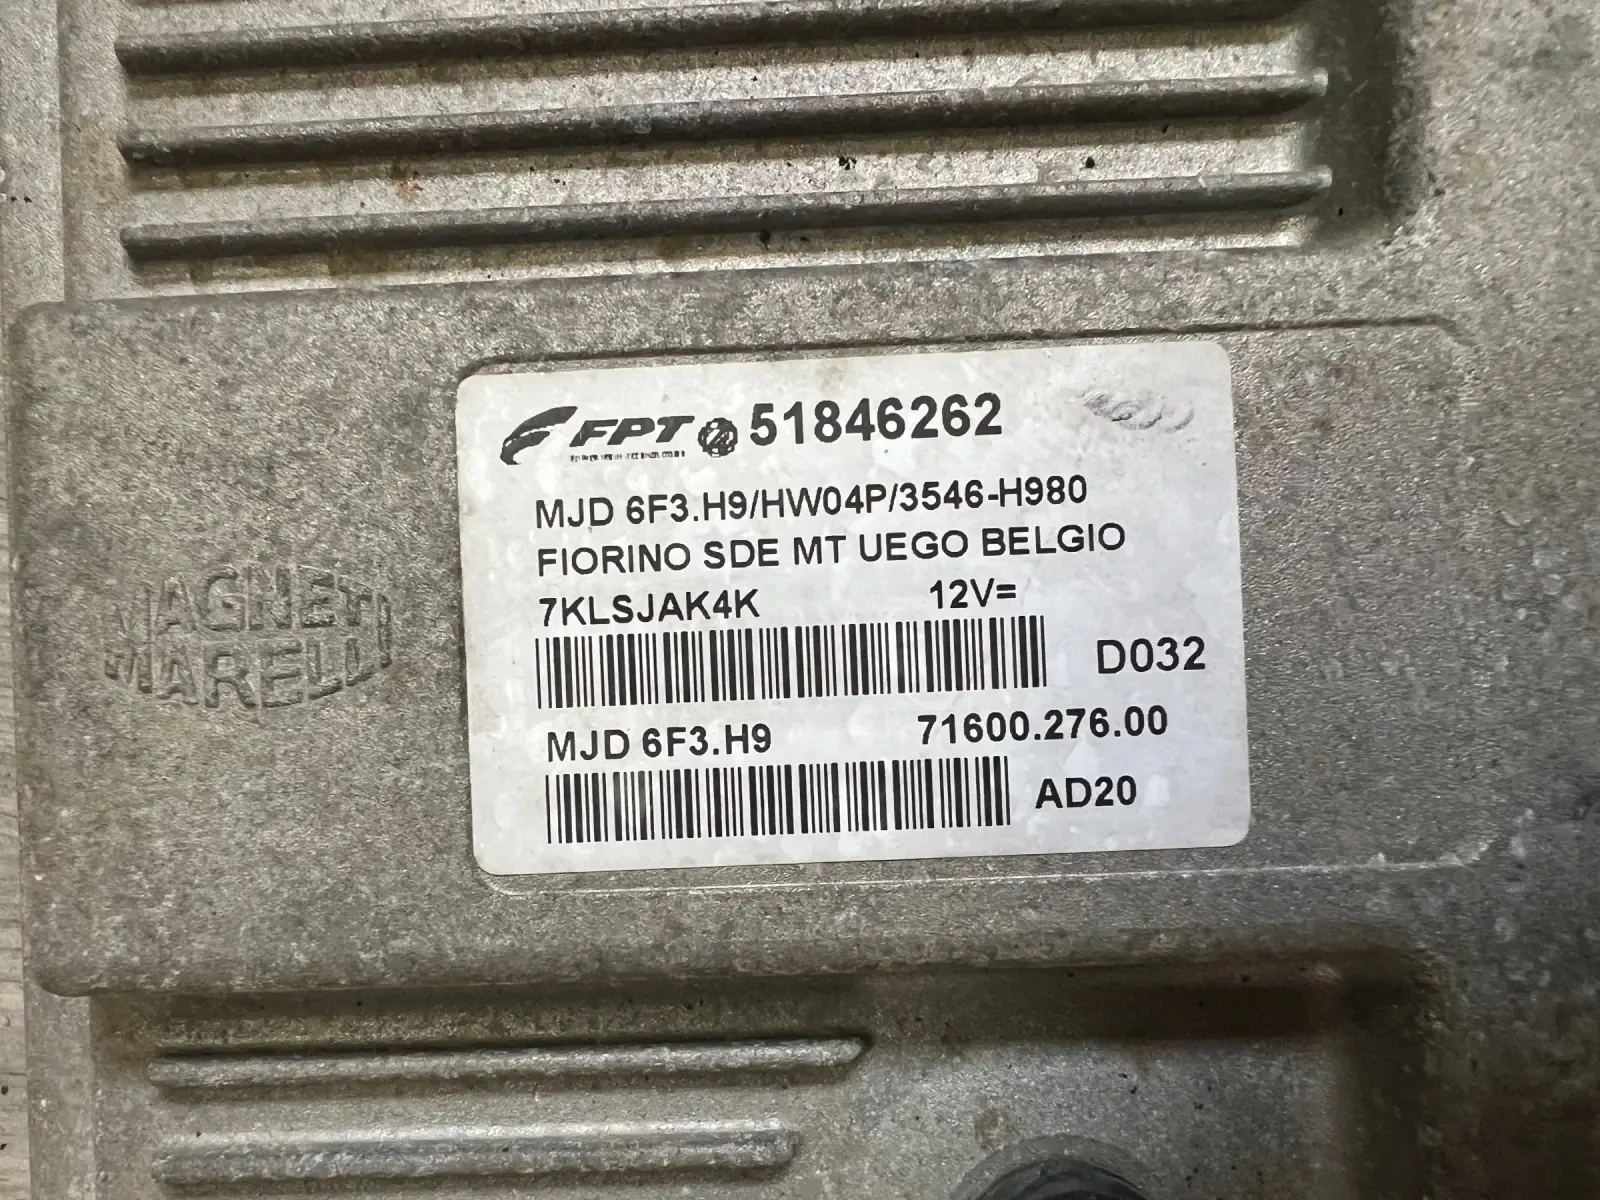 FPT 51846262
MJD 6F3.H9/HW04P/3546-H980
FIORINO SDE MT UEGO BELGIO
7KLSJAK4K 12V=
D032
MJD 6F3.H9 71600.276.00
AD20
MAGNETI
MARELLI